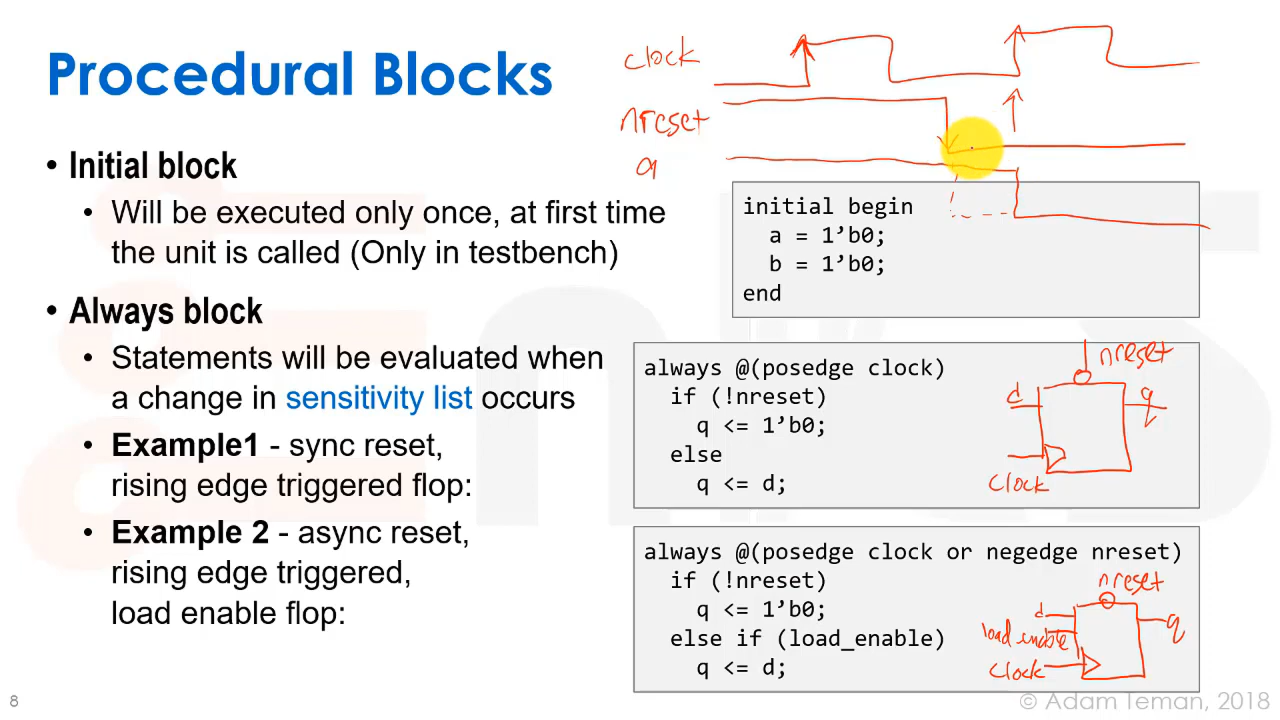 Procedural Blocks
• Initial block
• Will be executed only once, at first time
the unit is called (Only in testbench)
• Always block
• Statements will be evaluated when
a change in sensitivity list occurs
• Example1 - sync reset,
rising edge triggered flop:
• Example 2 - async reset,
rising edge triggered,
load enable flop:
clock
nreset
q
initial begin
a = 1’b0;
b = 1’b0;
end
always @(posedge clock)
if (!nreset)
q <= 1’b0;
else
q <= d;
nreset
d
q
clock
always @(posedge clock or negedge nreset)
if (!nreset)
q <= 1’b0;
else if (load_enable)
q <= d;
nreset
d
load enable
q
clock
8
© Adam Teman, 2018